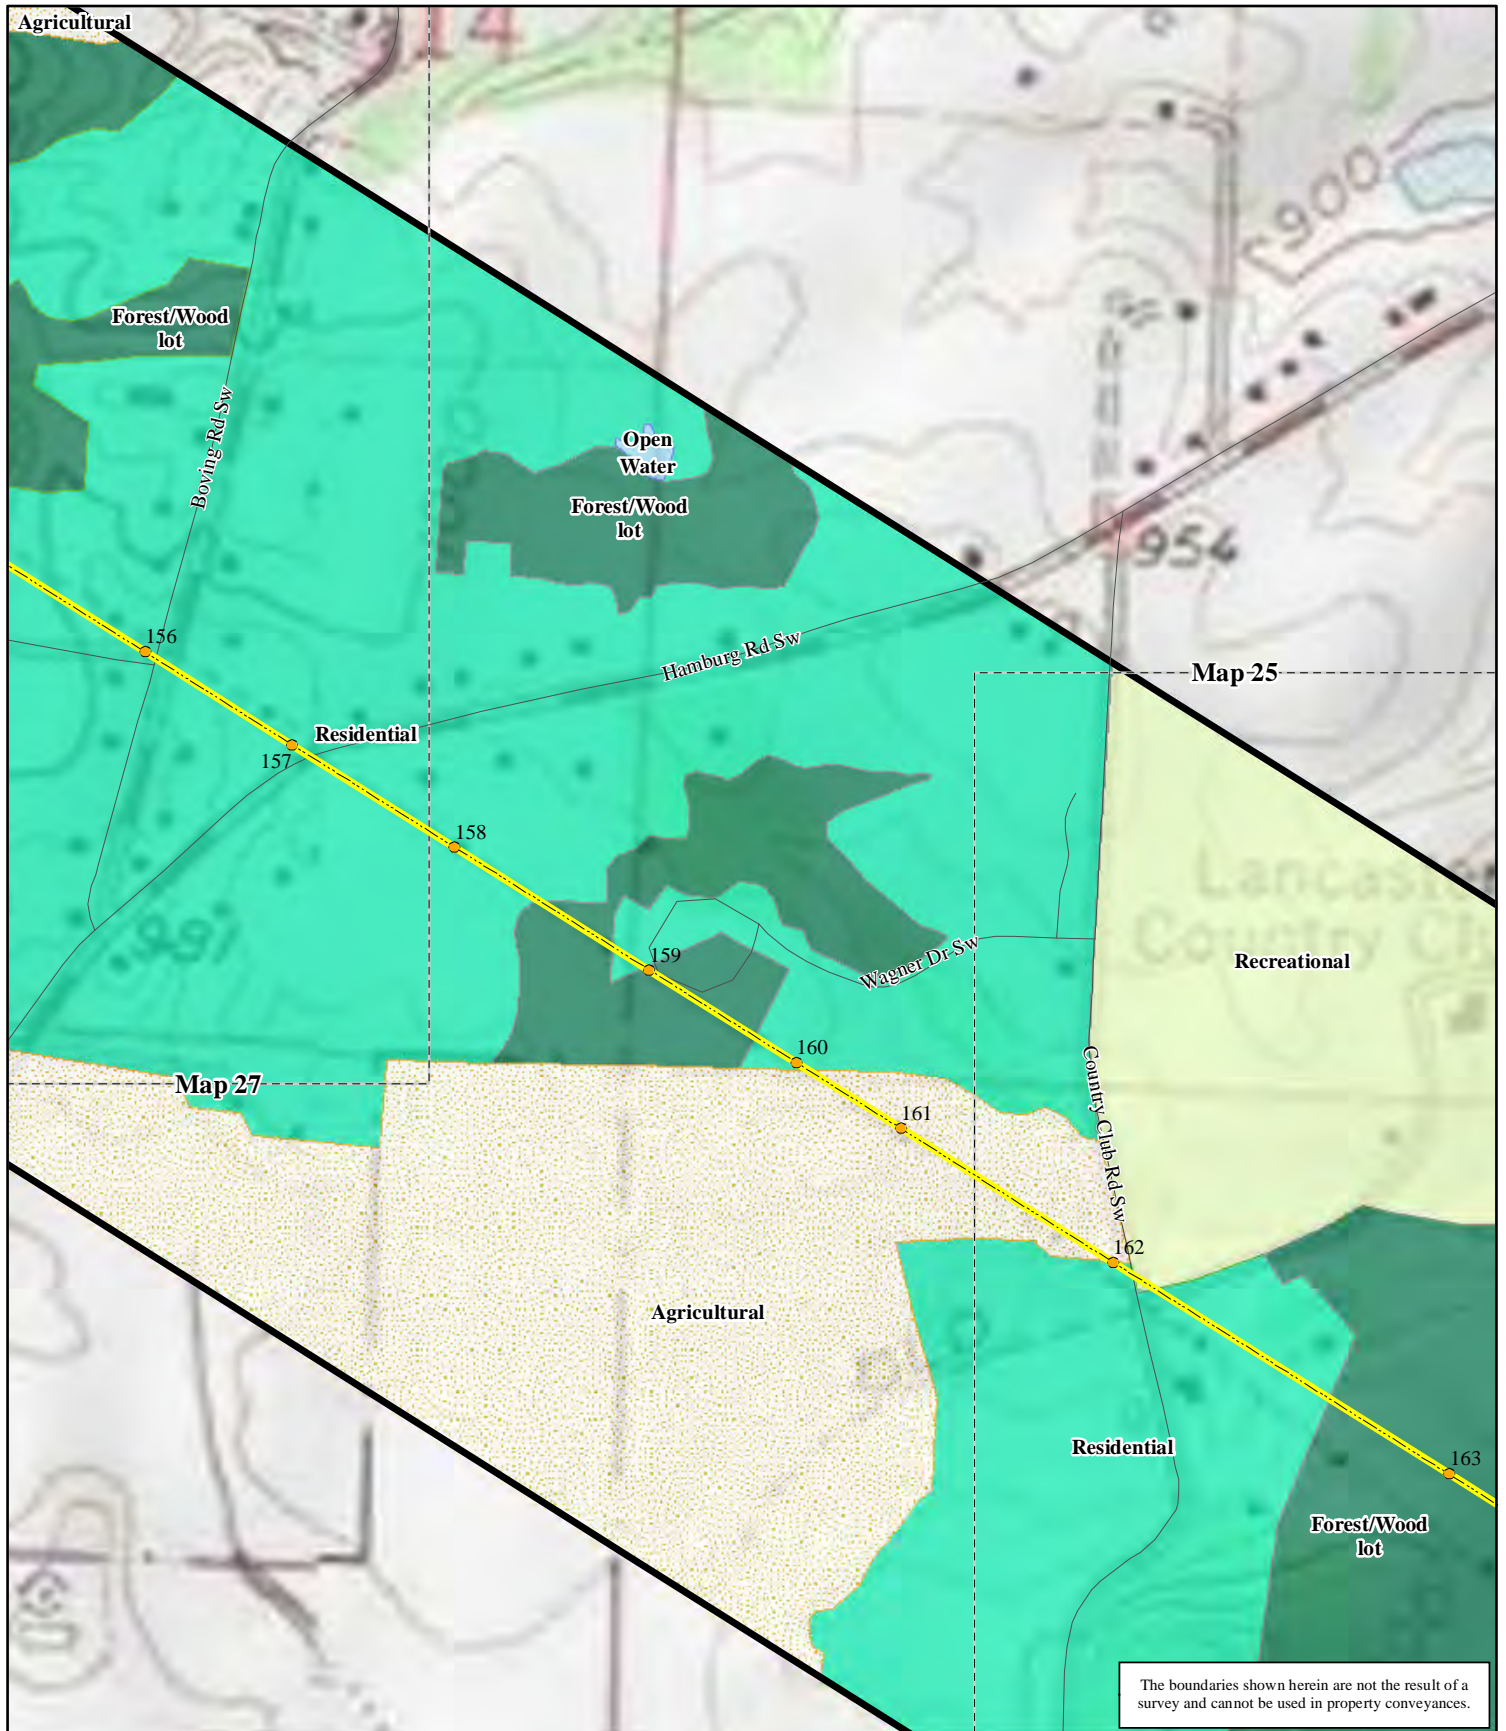 Agricultural
14
900
Forest/Wood
lot
Boving Rd Sw
Open
Water
Forest/Wood
lot
954
156
Hamburg Rd Sw
Map 25
157
Residential
158
981
159
Wagner Dr Sw
Recreational
160
Country Club Rd Sw
Map 27
161
162
Agricultural
Residential
163
Forest/Wood
lot
The boundaries shown herein are not the result of a
survey and cannot be used in property conveyances.